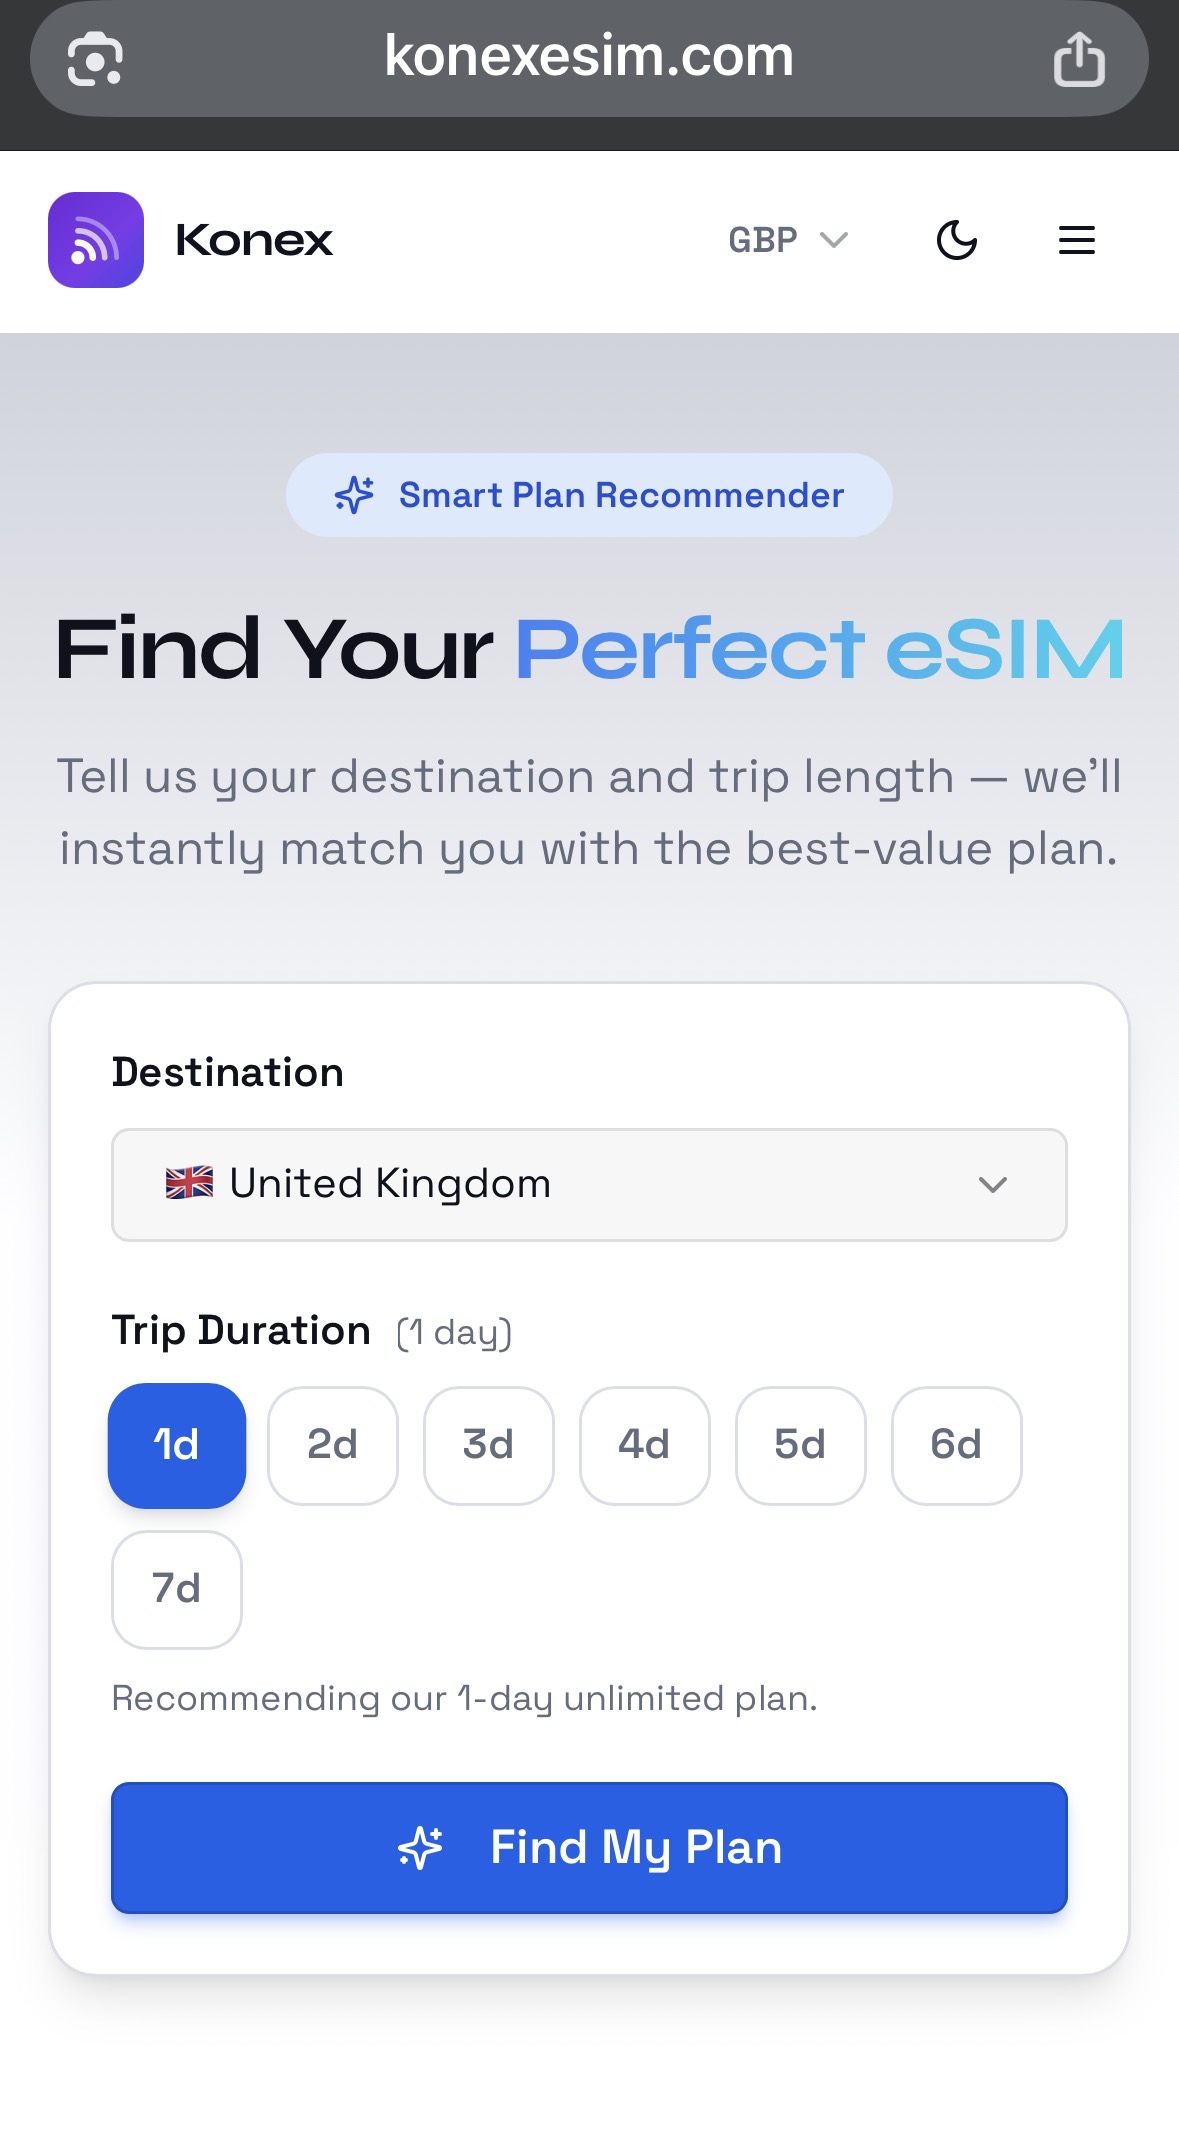 konexesim.com
Konex
GBP
Smart Plan Recommender
Find Your Perfect eSIM
Tell us your destination and trip length — we'll
instantly match you with the best-value plan.
Destination
🇬🇧 United Kingdom
Trip Duration (1 day)
1d 2d 3d 4d 5d 6d
7d
Recommending our 1-day unlimited plan.
Find My Plan